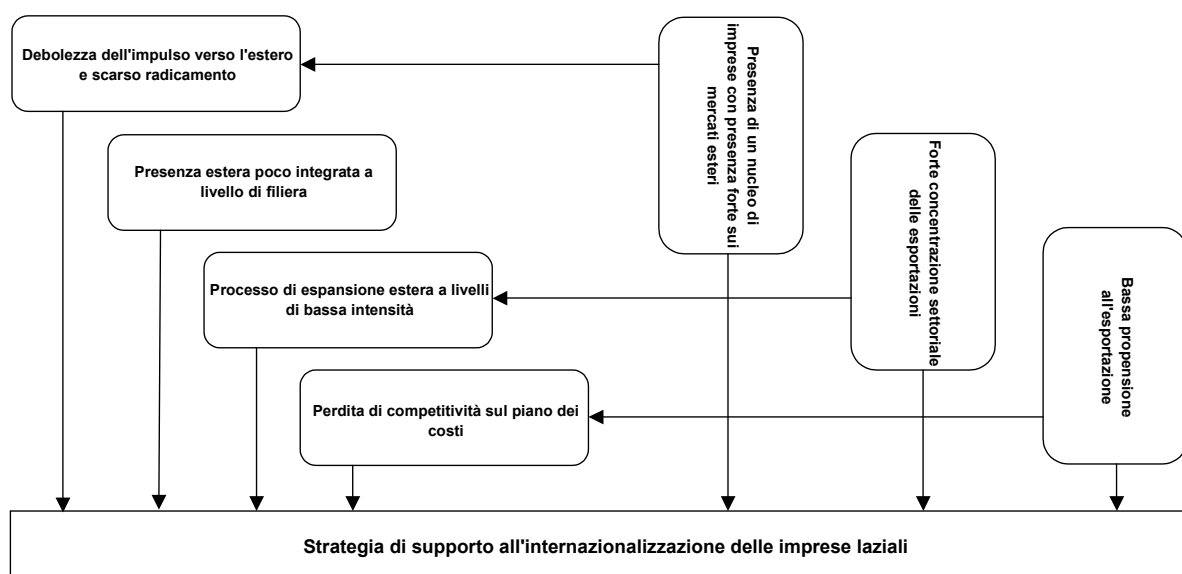 Debolezza dell'impulso verso l'estero
e scarso radicamento
Presenza di un nucleo di
imprese con presenza forte sui
mercati esteri
Presenza estera poco integrata a
livello di filiera
Forte concentrazione settoriale
delle esportazioni
Processo di espansione estera a livelli
di bassa intensità
Bassa propensione
all'esportazione
Perdita di competitività sul piano dei
costi
Strategia di supporto all'internazionalizzazione delle imprese laziali